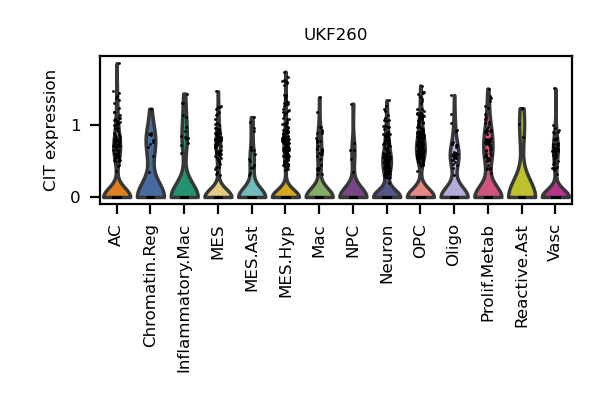 UKF260
CIT expression
1
0
AC
Chromatin.Reg
Inflammatory.Mac
MES
MES.Ast
MES.Hyp
Mac
NPC
Neuron
OPC
Oligo
Prolif.Metab
Reactive.Ast
Vasc